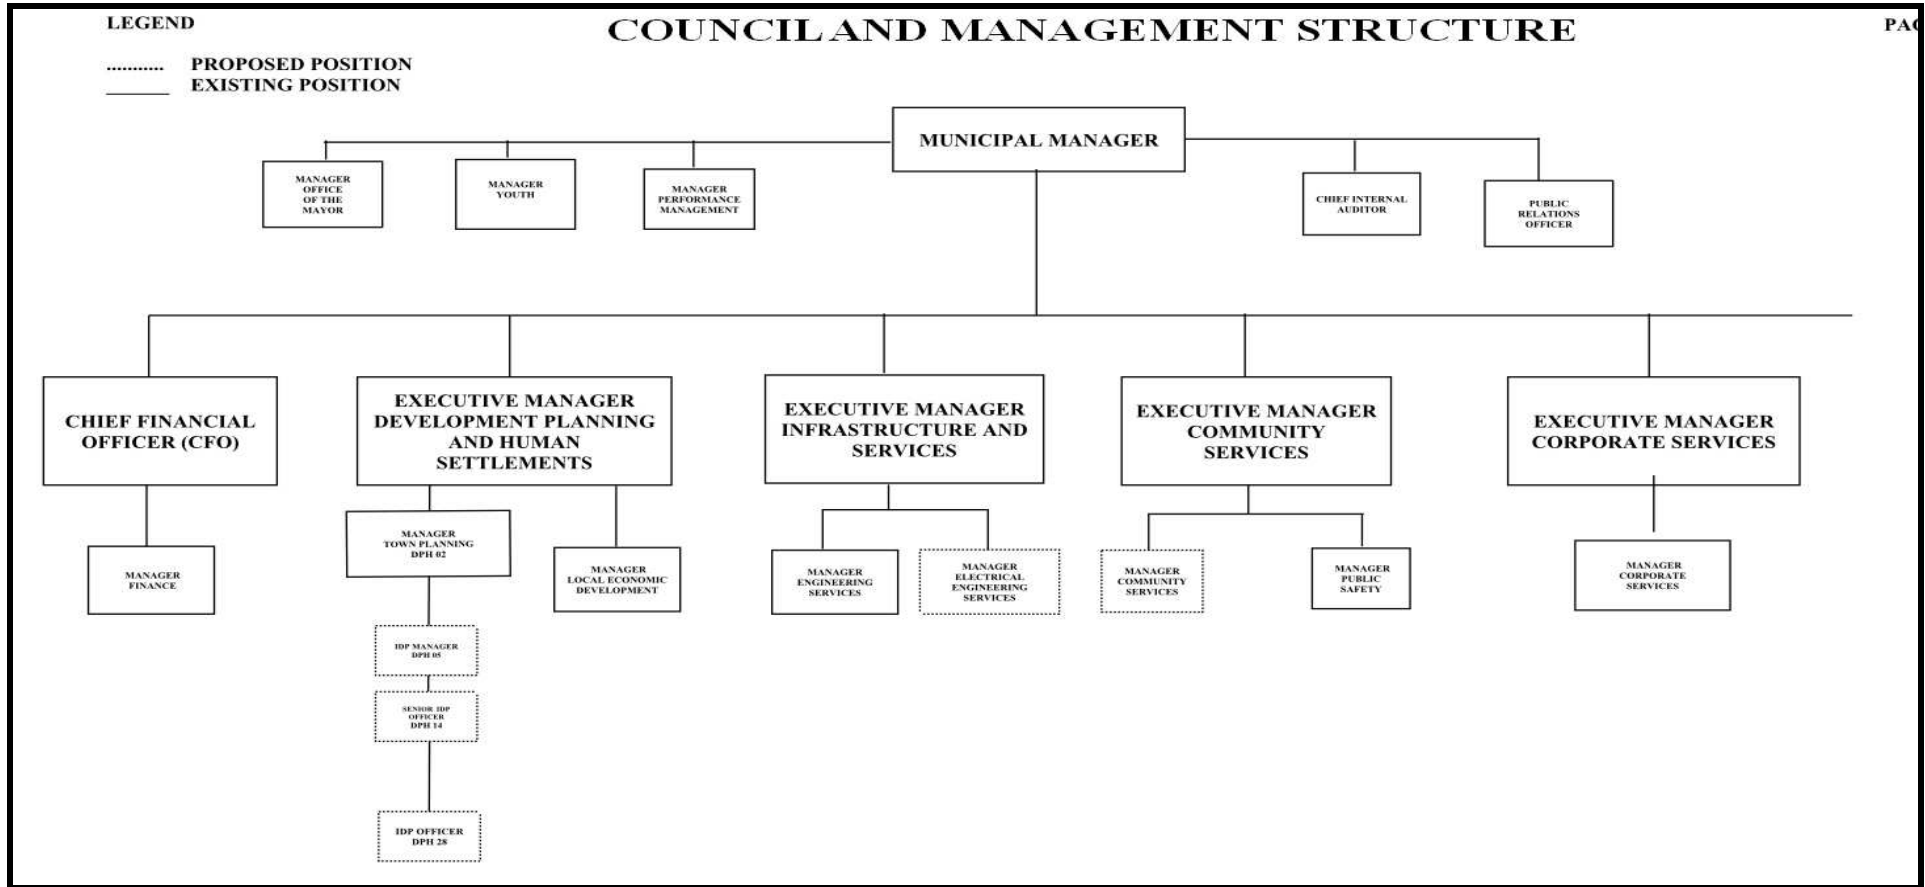 LEGEND
COUNCIL AND MANAGEMENT STRUCTURE
PAG
........... PROPOSED POSITION
_______ EXISTING POSITION
MUNICIPAL MANAGER
MANAGER
OFFICE
OF THE
MAYOR
MANAGER
YOUTH
MANAGER
PERFORMANCE
MANAGEMENT
CHIEF INTERNAL
AUDITOR
PUBLIC
RELATIONS
OFFICER
CHIEF FINANCIAL
OFFICER (CFO)
EXECUTIVE MANAGER
DEVELOPMENT PLANNING
AND HUMAN
SETTLEMENTS
EXECUTIVE MANAGER
INFRASTRUCTURE AND
SERVICES
EXECUTIVE MANAGER
COMMUNITY
SERVICES
EXECUTIVE MANAGER
CORPORATE SERVICES
MANAGER
FINANCE
MANAGER
TOWN PLANNING
DPH 02
MANAGER
LOCAL ECONOMIC
DEVELOPMENT
MANAGER
ENGINEERING
SERVICES
MANAGER
ELECTRICAL
ENGINEERING
SERVICES
MANAGER
COMMUNITY
SERVICES
MANAGER
PUBLIC
SAFETY
MANAGER
CORPORATE
SERVICES
IDP MANAGER
DPH 05
SENIOR IDP
OFFICER
DPH 14
IDP OFFICER
DPH 28